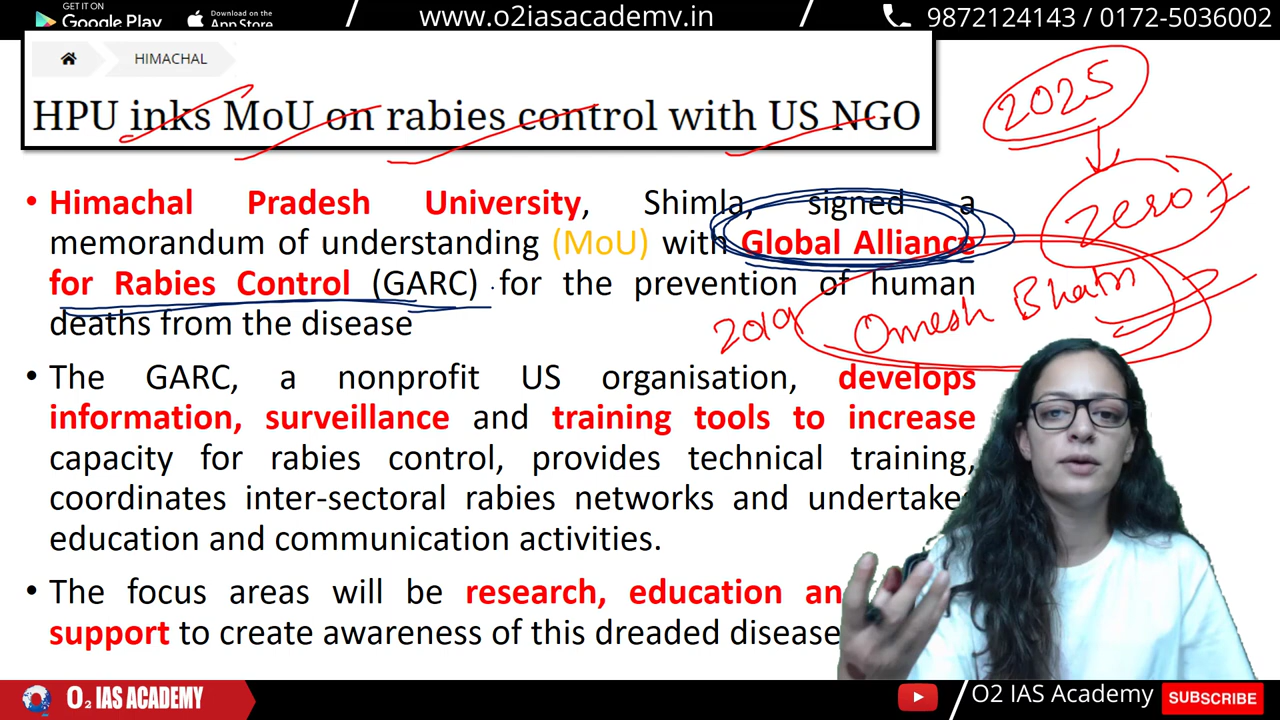 GET IT ON
Google Play
Download on the
App Store
www.o2iasacademy.in
9872124143 / 0172-5036002
HIMACHAL
HPU inks MoU on rabies control with US NGO
2025
zero
2019
Omesh Bharti
• Himachal Pradesh University, Shimla, signed a
memorandum of understanding (MoU) with Global Alliance
for Rabies Control (GARC) for the prevention of human
deaths from the disease
• The GARC, a nonprofit US organisation, develops
information, surveillance and training tools to increase
capacity for rabies control, provides technical training,
coordinates inter-sectoral rabies networks and undertakes
education and communication activities.
• The focus areas will be research, education an
support to create awareness of this dreaded disease
O2 IAS ACADEMY
O2 IAS Academy
SUBSCRIBE